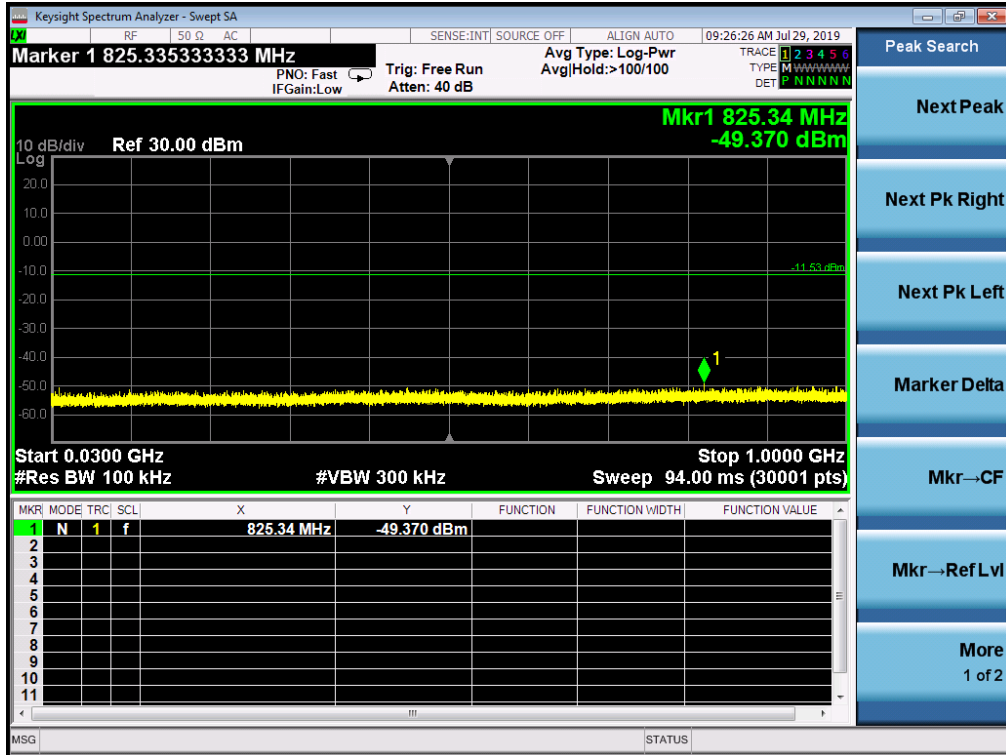 Keysight Spectrum Analyzer - Swept SA
LXI RF 50 Ω AC SENSE:INT SOURCE OFF ALIGN AUTO 09:26:26 AM Jul 29, 2019
Marker 1 825.335333333 MHz
PNO: Fast
IFGain:Low
Trig: Free Run
Atten: 40 dB
Avg Type: Log-Pwr
Avg|Hold:>100/100
TRACE 1 2 3 4 5 6
TYPE M WWWWW
DET P N N N N N
Mkr1 825.34 MHz
-49.370 dBm
10 dB/div Ref 30.00 dBm
Log
20.0
10.0
0.00
-10.0
-11.53 dBm
-20.0
-30.0
-40.0
1
-50.0
-60.0
Start 0.0300 GHz Stop 1.0000 GHz
#Res BW 100 kHz #VBW 300 kHz Sweep 94.00 ms (30001 pts)
MKR MODE TRC SCL X Y FUNCTION FUNCTION WIDTH FUNCTION VALUE
1 N 1 f 825.34 MHz -49.370 dBm
2
3
4
5
6
7
8
9
10
11
MSG STATUS
Peak Search
Next Peak
Next Pk Right
Next Pk Left
Marker Delta
Mkr→CF
Mkr→Ref Lvl
More
1 of 2